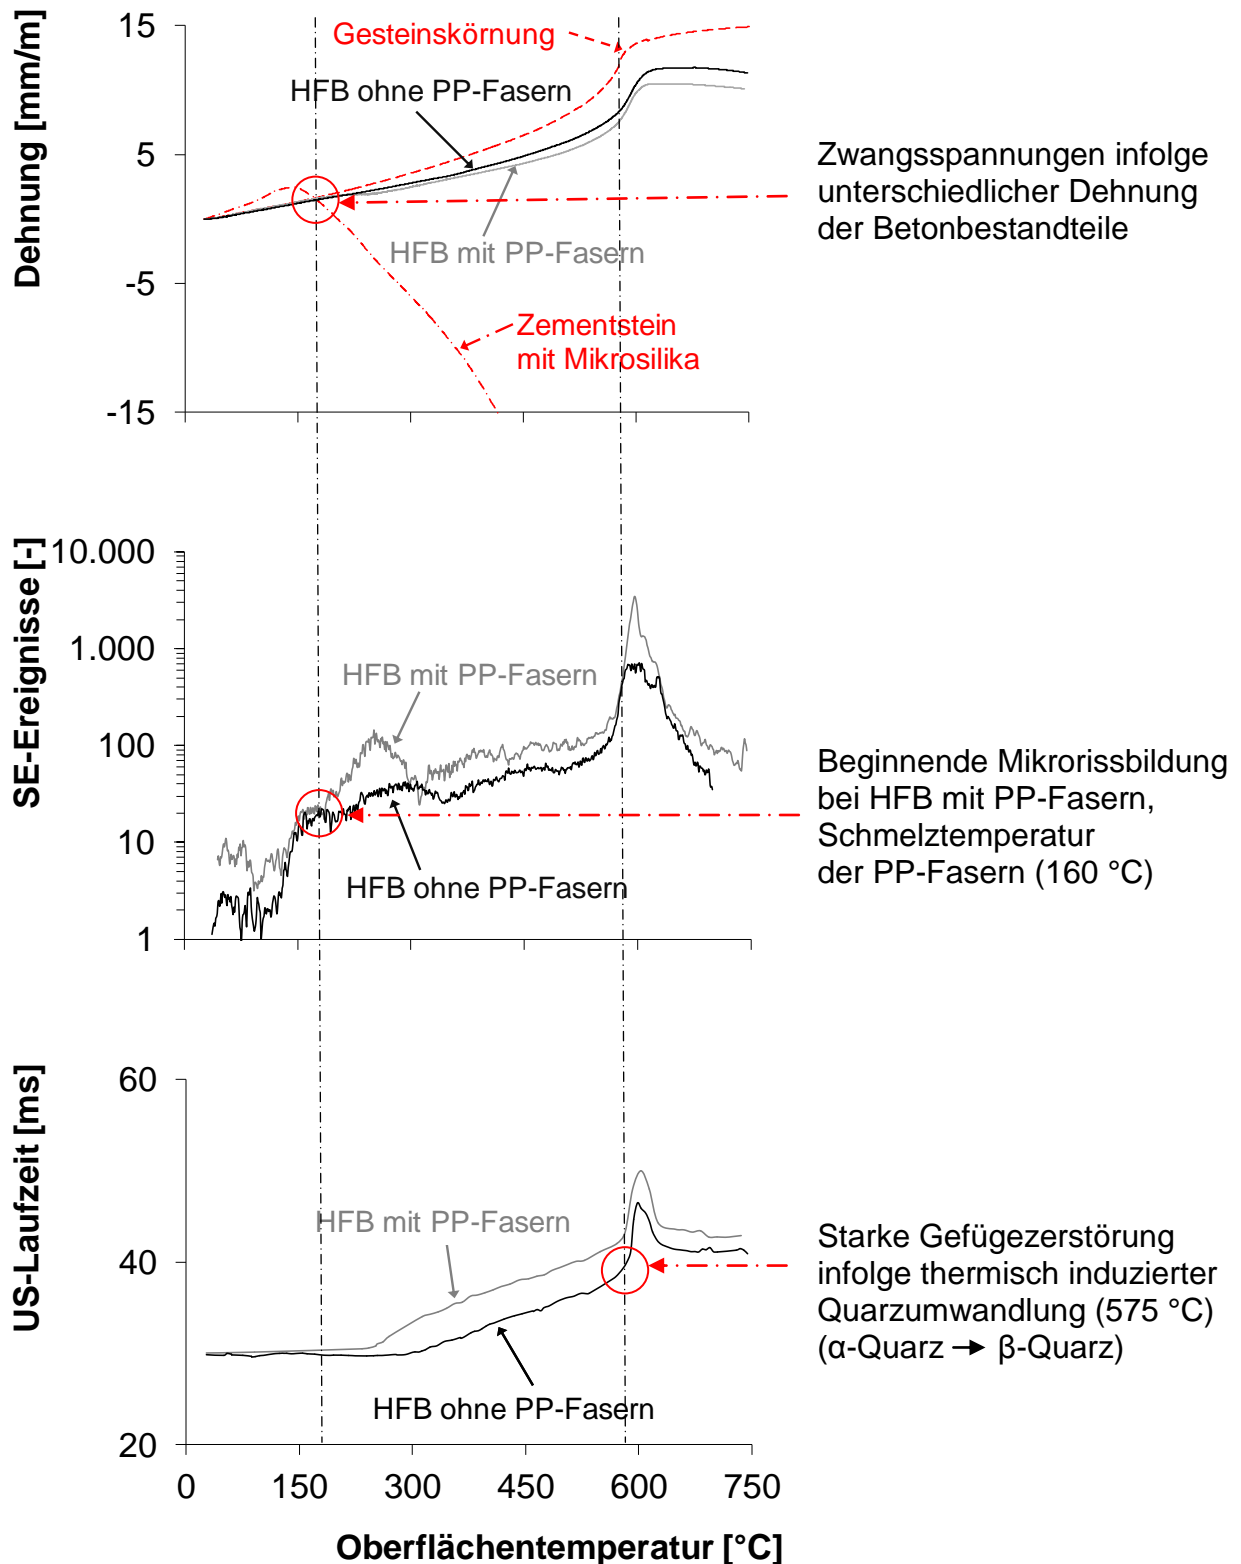 Dehnung [mm/m]
15
5
-5
-15
Gesteinskörnung
HFB ohne PP-Fasern
HFB mit PP-Fasern
Zementstein
mit Mikrosilika
Zwangsspannungen infolge
unterschiedlicher Dehnung
der Betonbestandteile
SE-Ereignisse [-]
10.000
1.000
100
10
1
HFB mit PP-Fasern
HFB ohne PP-Fasern
Beginnende Mikrorissbildung
bei HFB mit PP-Fasern,
Schmelztemperatur
der PP-Fasern (160 °C)
US-Laufzeit [ms]
60
40
20
HFB mit PP-Fasern
HFB ohne PP-Fasern
Starke Gefügezerstörung
infolge thermisch induzierter
Quarzumwandlung (575 °C)
(α-Quarz → β-Quarz)
0 150 300 450 600 750
Oberflächentemperatur [°C]